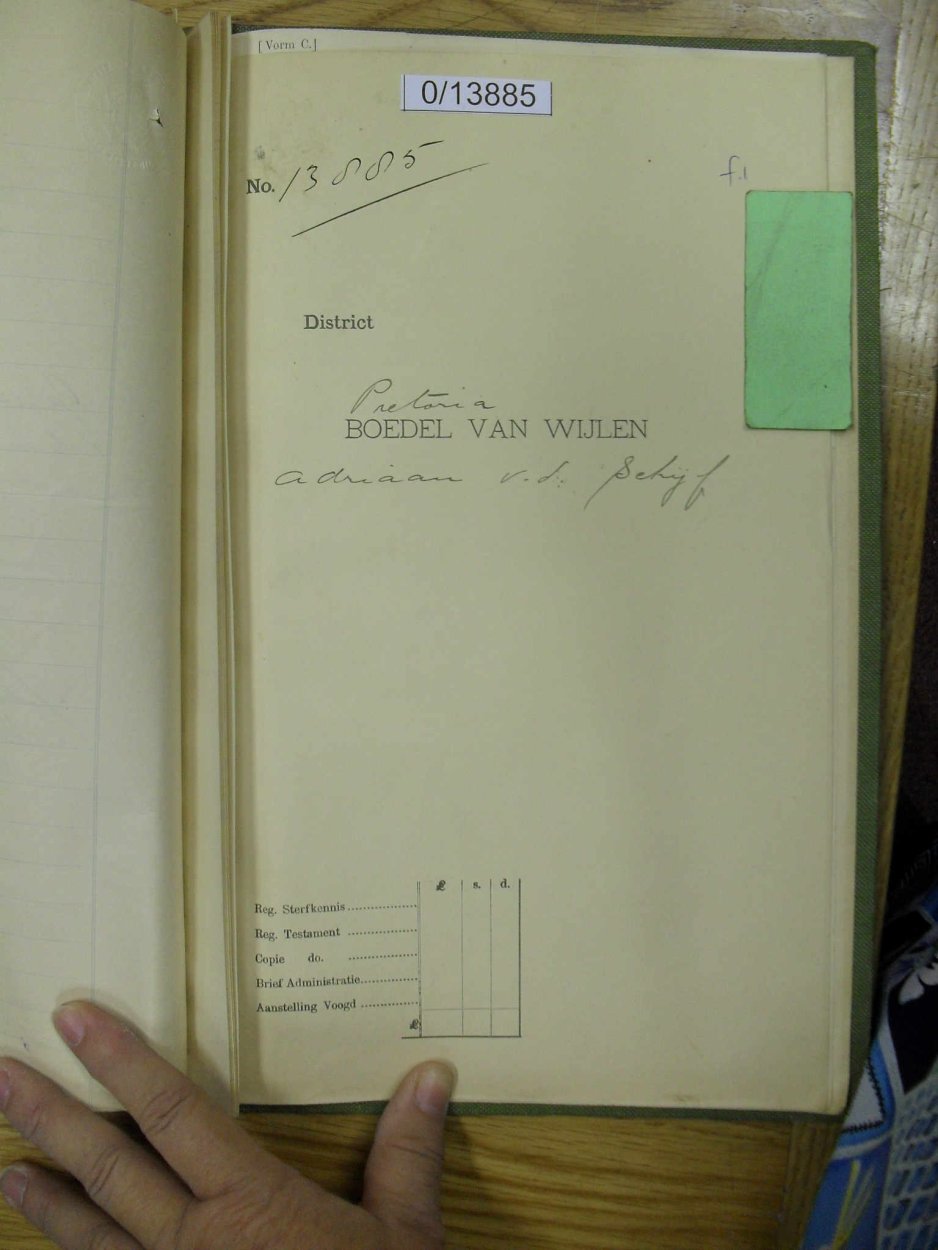 [Vorm C.]
0/13885
No. 13885
f.1
District
Pretoria
BOEDEL VAN WIJLEN
Adriaan v.d. Schijf
£ s. d.
Reg. Sterfkennis
Reg. Testament
Copie do.
Brief Administratie
Aanstelling Voogd
£